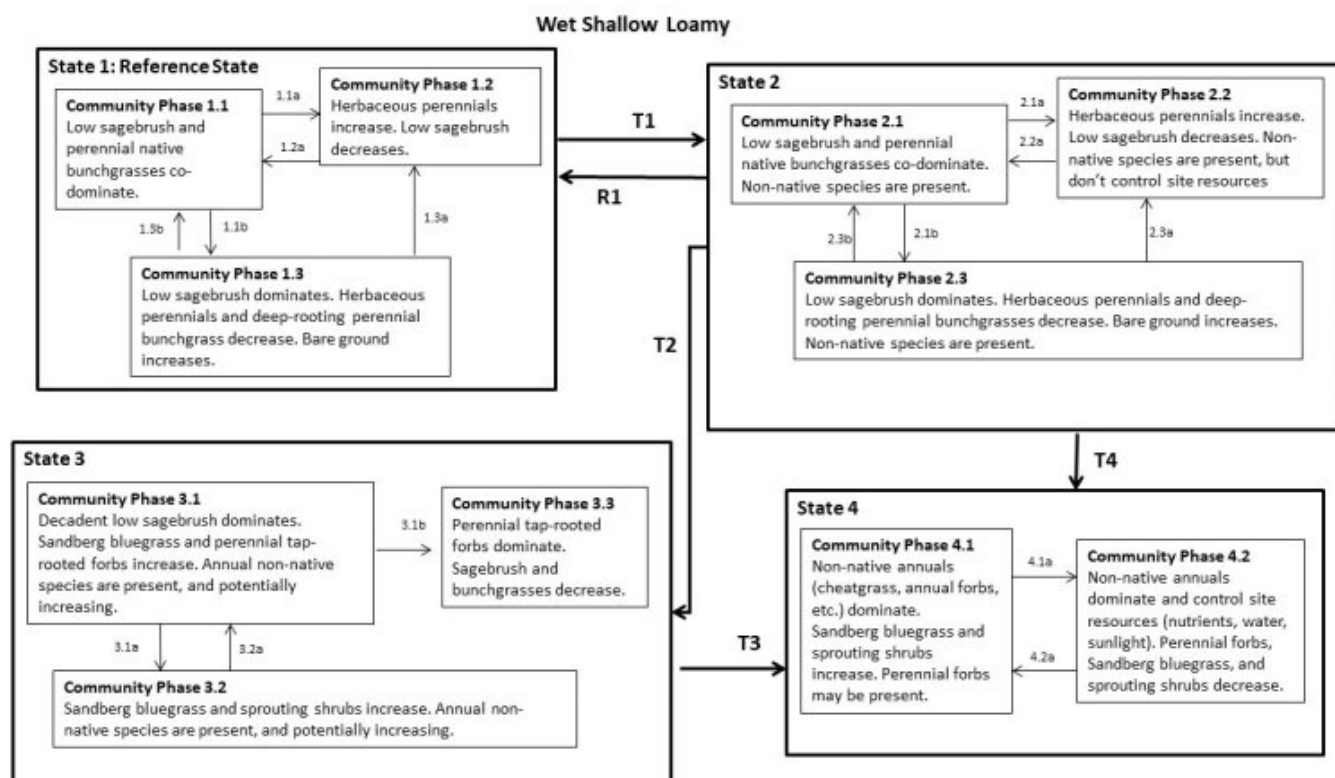 Wet Shallow Loamy
State 1: Reference State
Community Phase 1.1
Low sagebrush and
perennial native
bunchgrasses co-
dominate.
1.1a
1.2a
Community Phase 1.2
Herbaceous perennials
increase. Low sagebrush
decreases.
1.3b
1.1b
1.3a
Community Phase 1.3
Low sagebrush dominates. Herbaceous
perennials and deep-rooting perennial
bunchgrass decrease. Bare ground
increases.
T1
R1
State 2
Community Phase 2.1
Low sagebrush and perennial
native bunchgrasses co-dominate.
Non-native species are present.
2.1a
2.2a
Community Phase 2.2
Herbaceous perennials increase.
Low sagebrush decreases. Non-
native species are present, but
don't control site resources
2.3b
2.1b
2.3a
Community Phase 2.3
Low sagebrush dominates. Herbaceous perennials and deep-
rooting perennial bunchgrasses decrease. Bare ground increases.
Non-native species are present.
T2
T4
State 3
Community Phase 3.1
Decadent low sagebrush dominates.
Sandberg bluegrass and perennial tap-
rooted forbs increase. Annual non-native
species are present, and potentially
increasing.
3.1b
Community Phase 3.3
Perennial tap-rooted
forbs dominate.
Sagebrush and
bunchgrasses decrease.
3.1a
3.2a
Community Phase 3.2
Sandberg bluegrass and sprouting shrubs increase. Annual non-
native species are present, and potentially increasing.
T3
State 4
Community Phase 4.1
Non-native annuals
(cheatgrass, annual forbs,
etc.) dominate.
Sandberg bluegrass and
sprouting shrubs
increase. Perennial forbs
may be present.
4.1a
4.2a
Community Phase 4.2
Non-native annuals
dominate and control site
resources (nutrients, water,
sunlight). Perennial forbs,
Sandberg bluegrass, and
sprouting shrubs decrease.